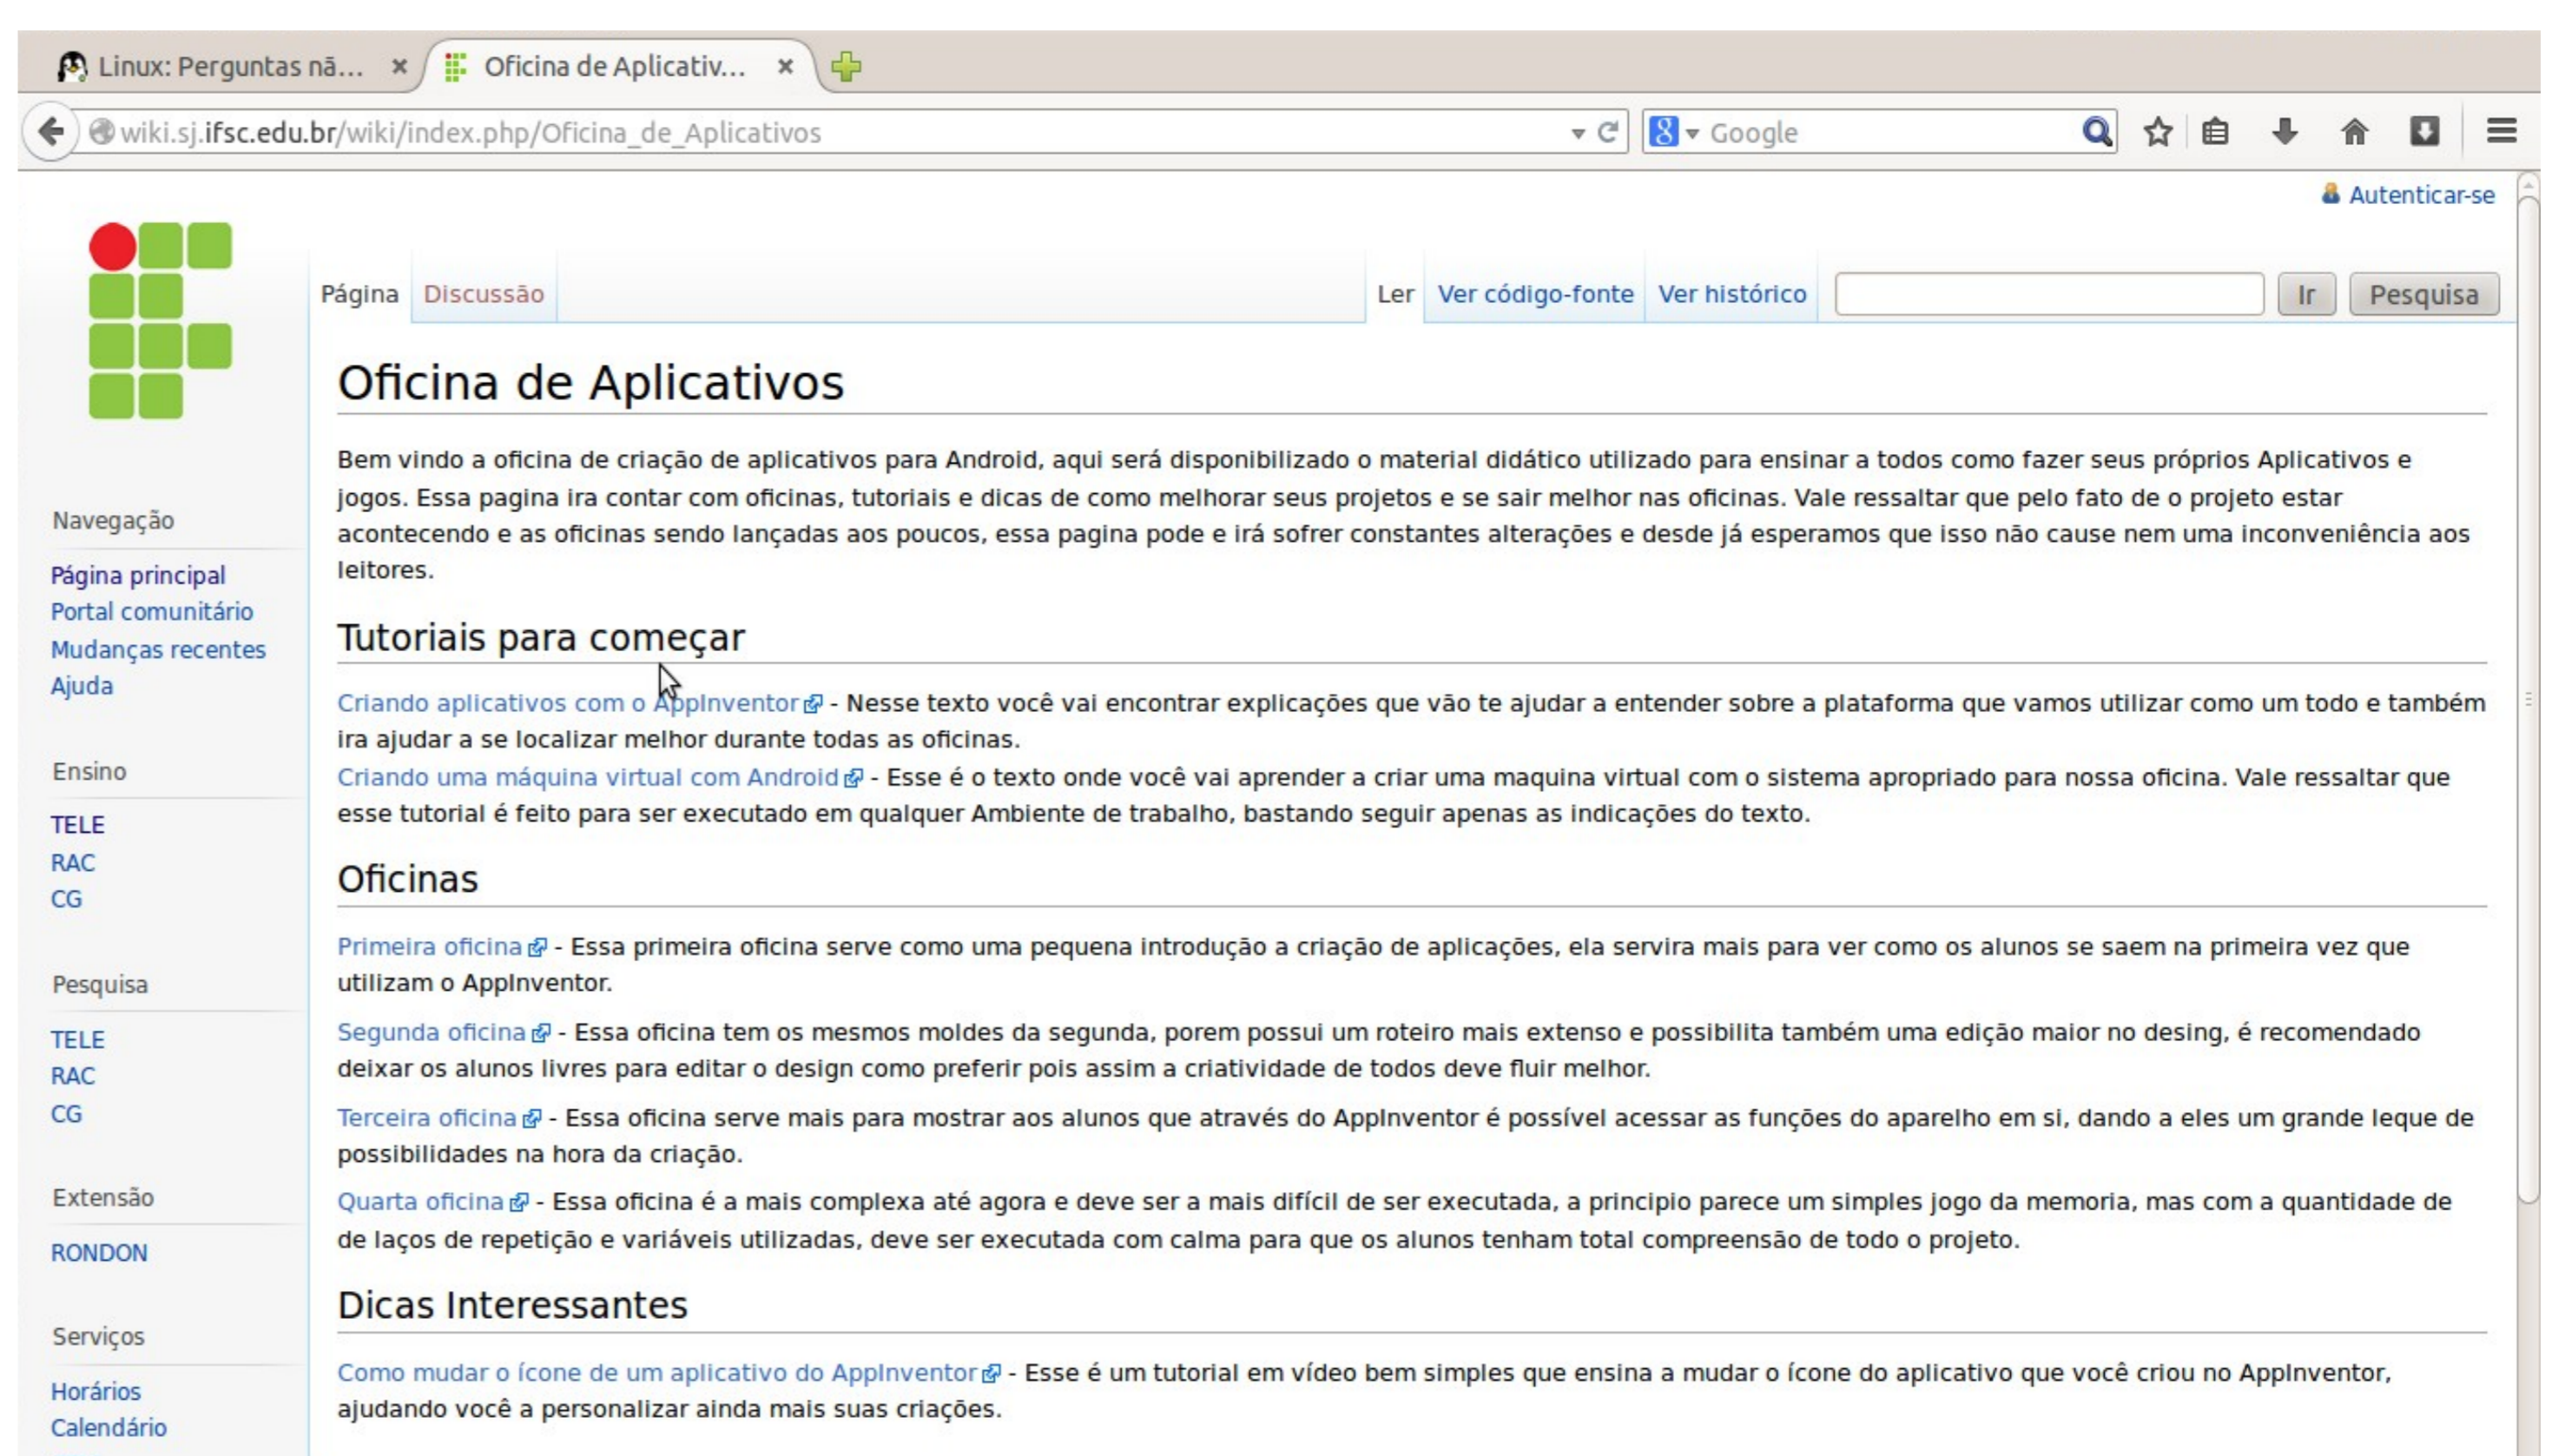 Linux: Perguntas nã...
Oficina de Aplicativ...
wiki.sj.ifsc.edu.br/wiki/index.php/Oficina_de_Aplicativos
Google
Autenticar-se
Página
Discussão
Ler
Ver código-fonte
Ver histórico
Ir
Pesquisa
Oficina de Aplicativos
Bem vindo a oficina de criação de aplicativos para Android, aqui será disponibilizado o material didático utilizado para ensinar a todos como fazer seus próprios Aplicativos e
jogos. Essa pagina ira contar com oficinas, tutoriais e dicas de como melhorar seus projetos e se sair melhor nas oficinas. Vale ressaltar que pelo fato de o projeto estar
acontecendo e as oficinas sendo lançadas aos poucos, essa pagina pode e irá sofrer constantes alterações e desde já esperamos que isso não cause nem uma inconveniência aos
leitores.
Tutoriais para começar
Criando aplicativos com o AppInventor - Nesse texto você vai encontrar explicações que vão te ajudar a entender sobre a plataforma que vamos utilizar como um todo e também
ira ajudar a se localizar melhor durante todas as oficinas.
Criando uma máquina virtual com Android - Esse é o texto onde você vai aprender a criar uma maquina virtual com o sistema apropriado para nossa oficina. Vale ressaltar que
esse tutorial é feito para ser executado em qualquer Ambiente de trabalho, bastando seguir apenas as indicações do texto.
Oficinas
Primeira oficina - Essa primeira oficina serve como uma pequena introdução a criação de aplicações, ela servira mais para ver como os alunos se saem na primeira vez que
utilizam o AppInventor.
Segunda oficina - Essa oficina tem os mesmos moldes da segunda, porem possui um roteiro mais extenso e possibilita também uma edição maior no desing, é recomendado
deixar os alunos livres para editar o design como preferir pois assim a criatividade de todos deve fluir melhor.
Terceira oficina - Essa oficina serve mais para mostrar aos alunos que através do AppInventor é possível acessar as funções do aparelho em si, dando a eles um grande leque de
possibilidades na hora da criação.
Quarta oficina - Essa oficina é a mais complexa até agora e deve ser a mais difícil de ser executada, a principio parece um simples jogo da memoria, mas com a quantidade de
de laços de repetição e variáveis utilizadas, deve ser executada com calma para que os alunos tenham total compreensão de todo o projeto.
Dicas Interessantes
Como mudar o ícone de um aplicativo do AppInventor - Esse é um tutorial em vídeo bem simples que ensina a mudar o ícone do aplicativo que você criou no AppInventor,
ajudando você a personalizar ainda mais suas criações.
Navegação
Página principal
Portal comunitário
Mudanças recentes
Ajuda
Ensino
TELE
RAC
CG
Pesquisa
TELE
RAC
CG
Extensão
RONDON
Serviços
Horários
Calendário